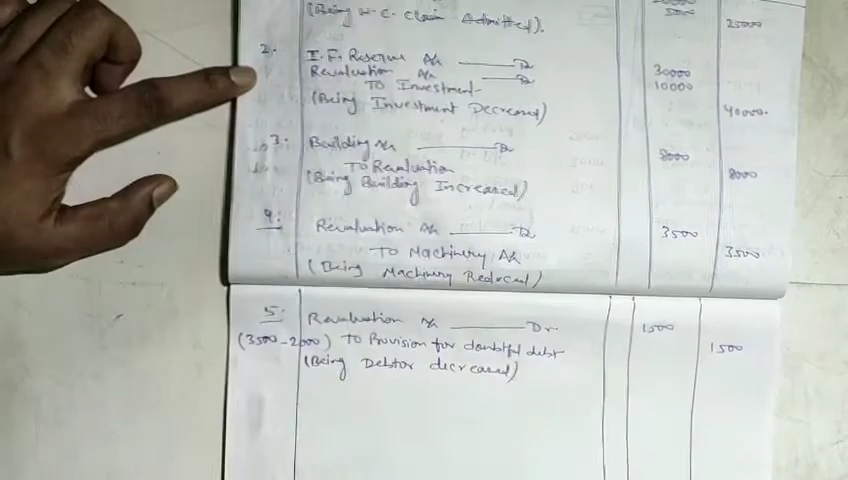 (Being W.C. Claim Admitted).
5000
25000
2. I.F. Reserve A/c ——— Dr 30000
Revaluation A/c —— Dr 10000
To Investment 40000.
(Being Investment Decreased)
3. Building A/c ——— Dr 8000
To Revaluation 8000
(Being Building Increased)
4. Revaluation A/c ——— Dr 3500
To Machinery A/c 3500
(Being Machinery Reduced)
5. Revaluation A/c ——— Dr. 1500
(3500-2000) To Provision for doubtful debt 1500
(Being Debtor decreased)